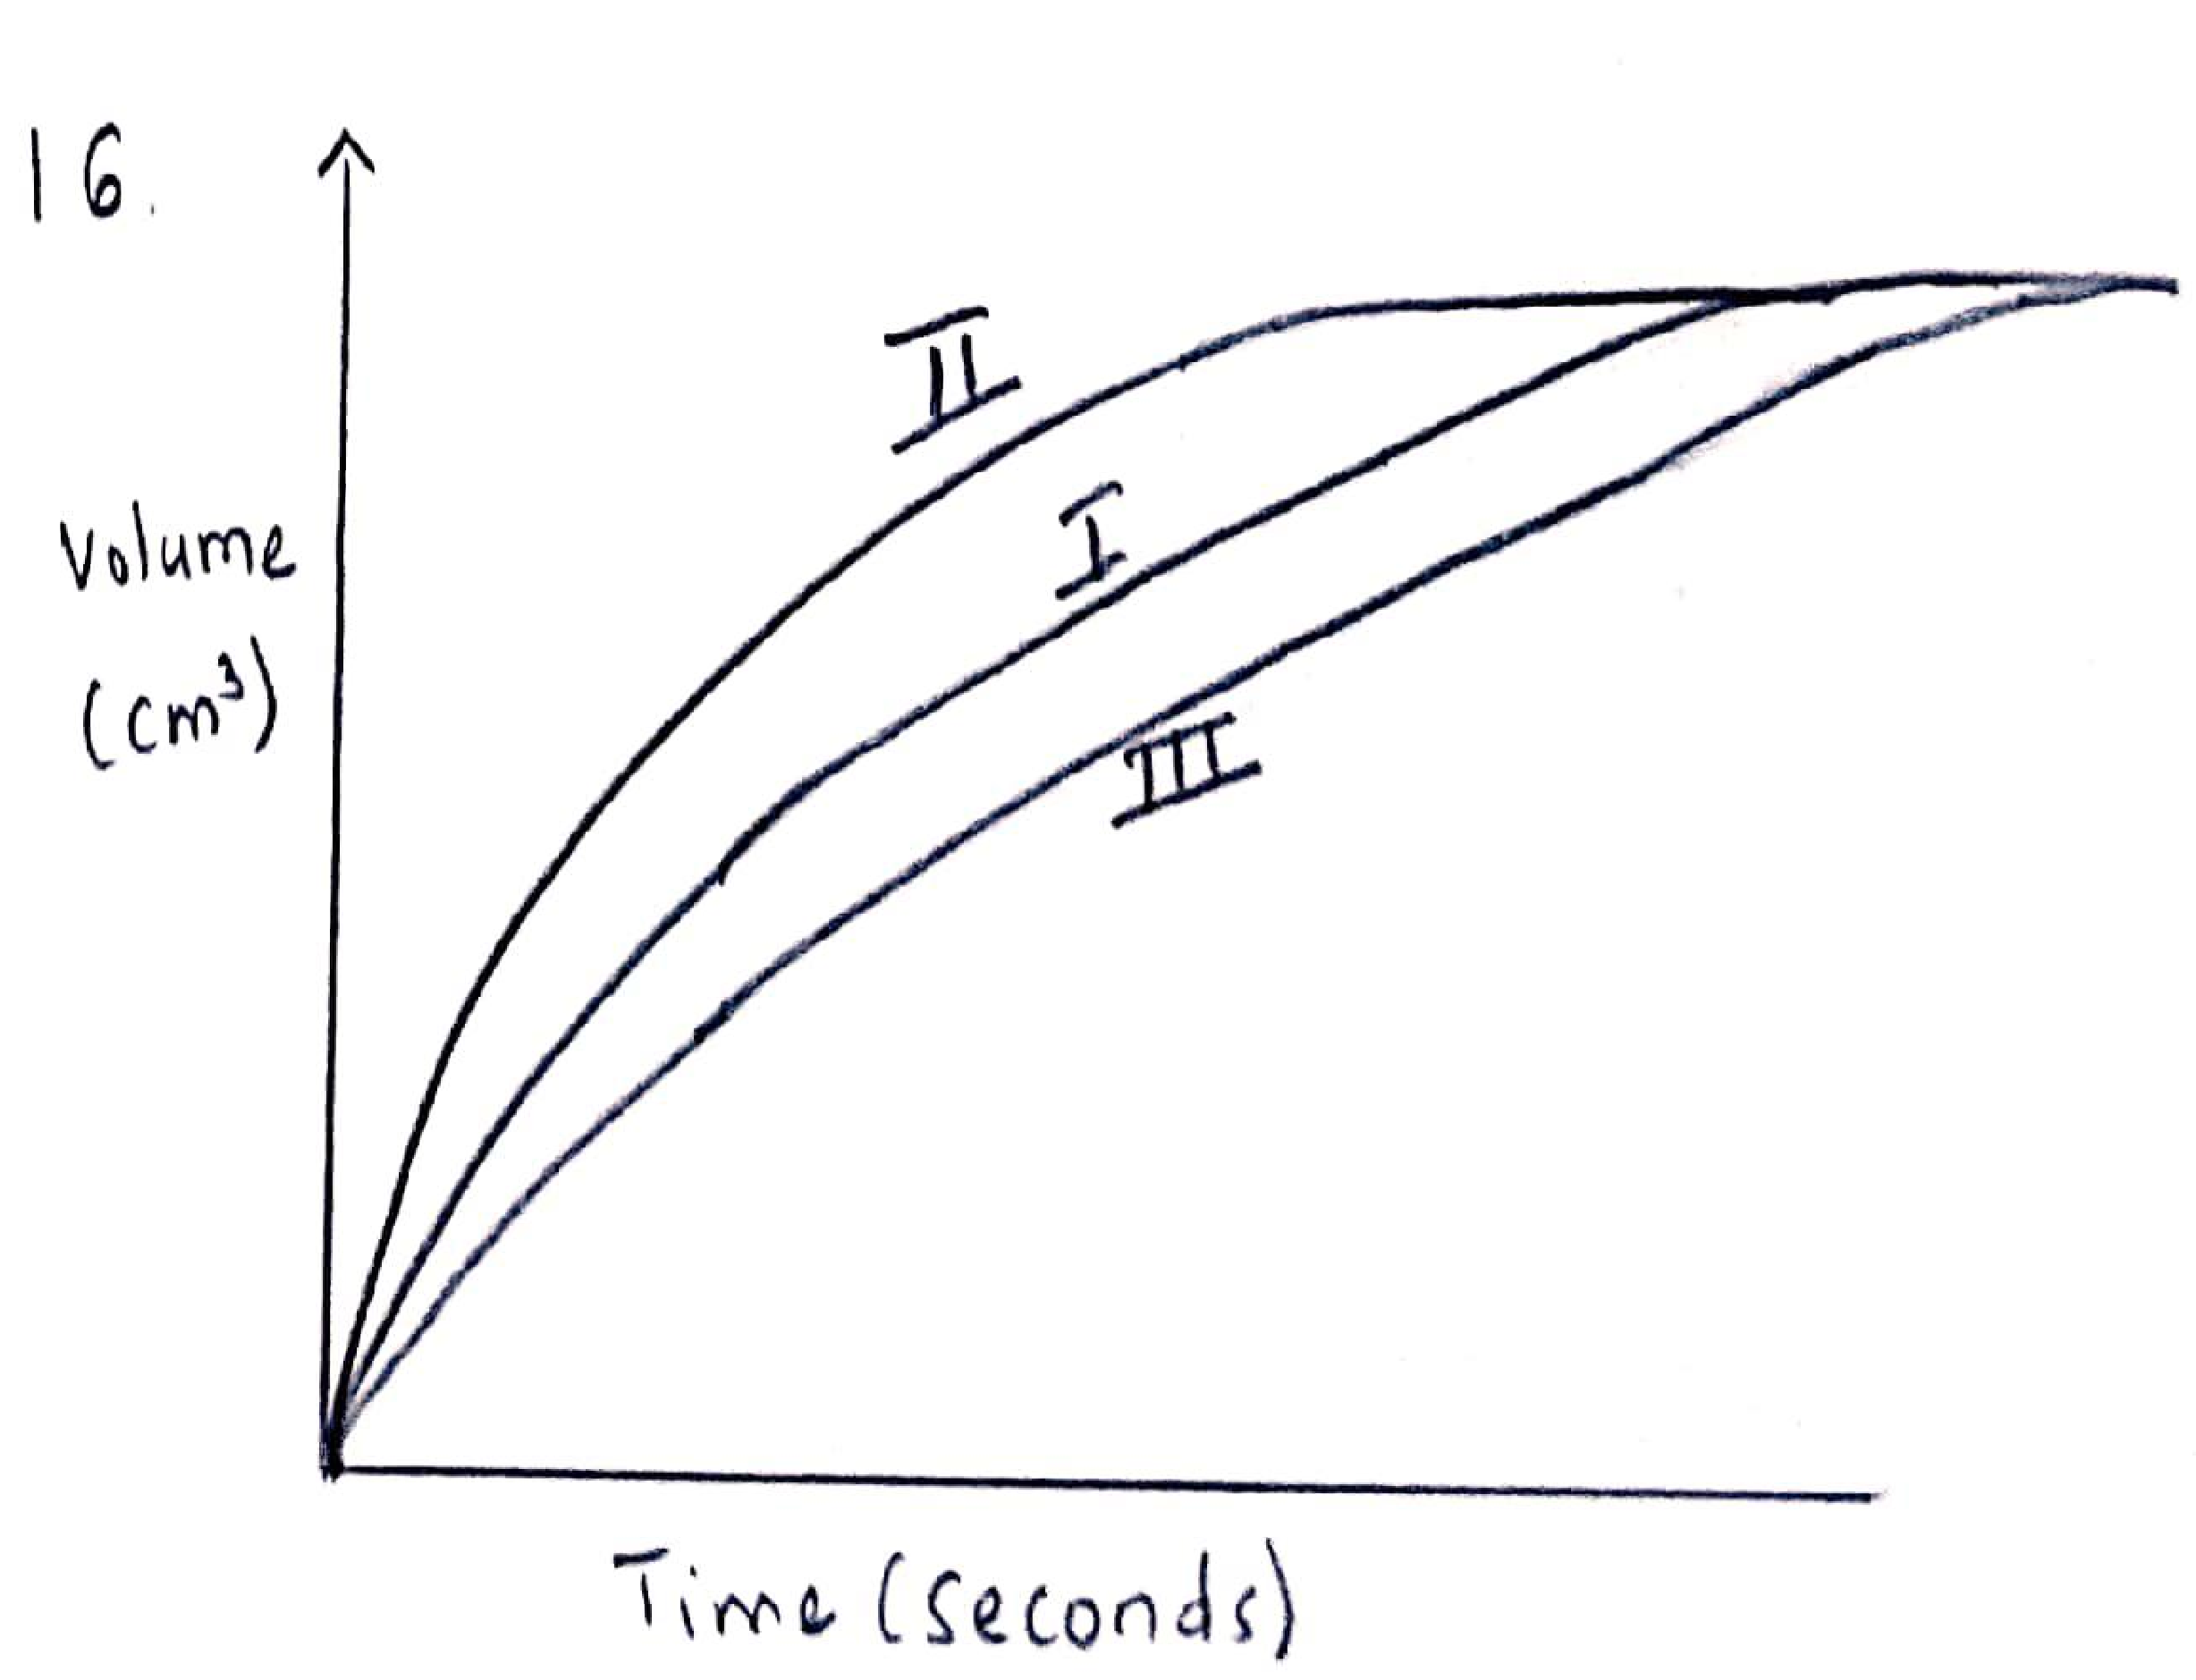 16.
Volume
(cm³)
II
I
III
Time (seconds)